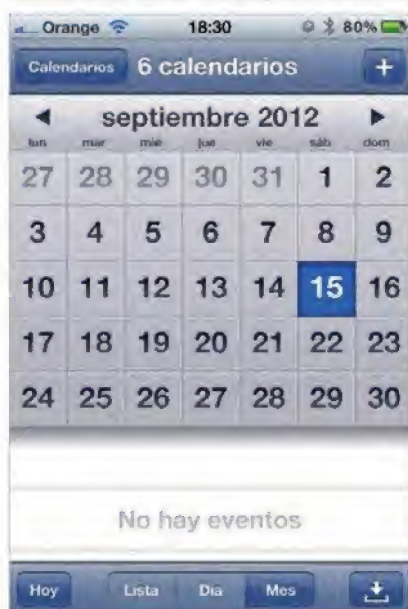 Orange 18:30 80%
Calendarios 6 calendarios +
septiembre 2012
lun mar mié jue vie sáb dom
27 28 29 30 31 1 2
3 4 5 6 7 8 9
10 11 12 13 14 15 16
17 18 19 20 21 22 23
24 25 26 27 28 29 30
No hay eventos
Hoy Lista Día Mes